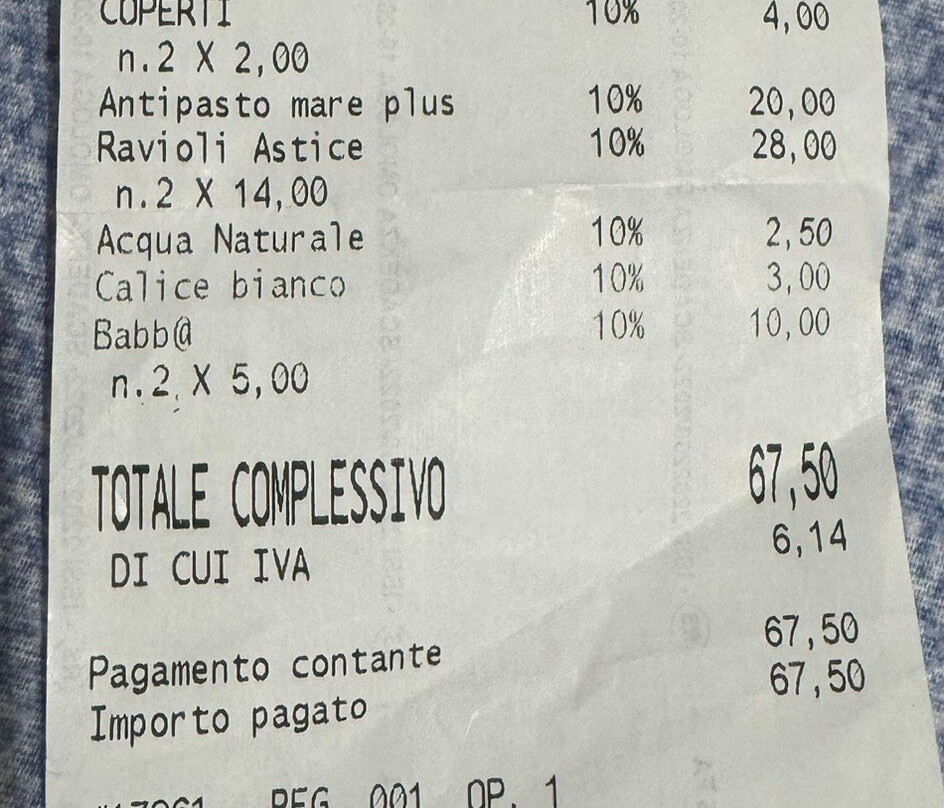 COPERTI 10% 4,00
n.2 X 2,00
Antipasto mare plus 10% 20,00
Ravioli Astice 10% 28,00
n.2 X 14,00
Acqua Naturale 10% 2,50
Calice bianco 10% 3,00
Babb@ 10% 10,00
n.2 X 5,00
TOTALE COMPLESSIVO 67,50
DI CUI IVA 6,14
Pagamento contante 67,50
Importo pagato 67,50
REG 001 OP. 1